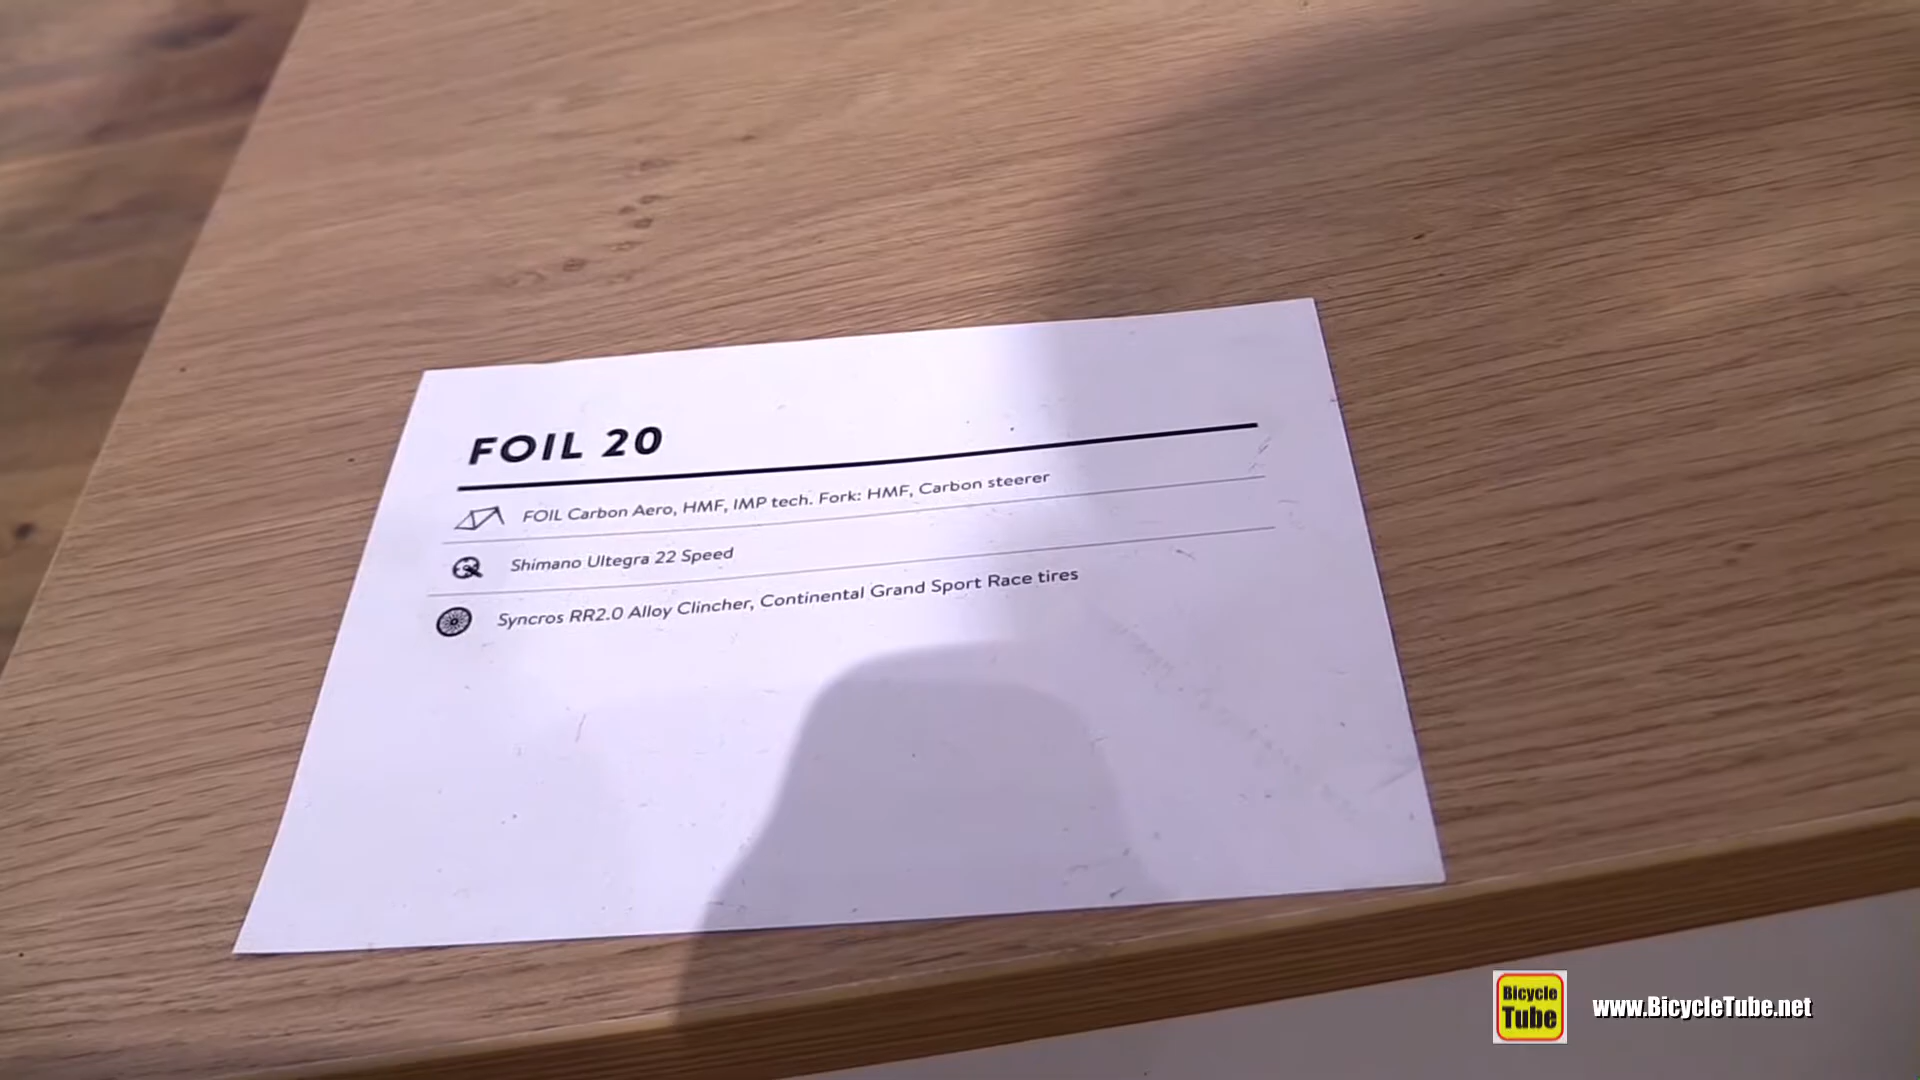 FOIL 20
FOIL Carbon Aero, HMF, IMP tech. Fork: HMF, Carbon steerer
Shimano Ultegra 22 Speed
Syncros RR2.0 Alloy Clincher, Continental Grand Sport Race tires
Bicycle
Tube
www.BicycleTube.net